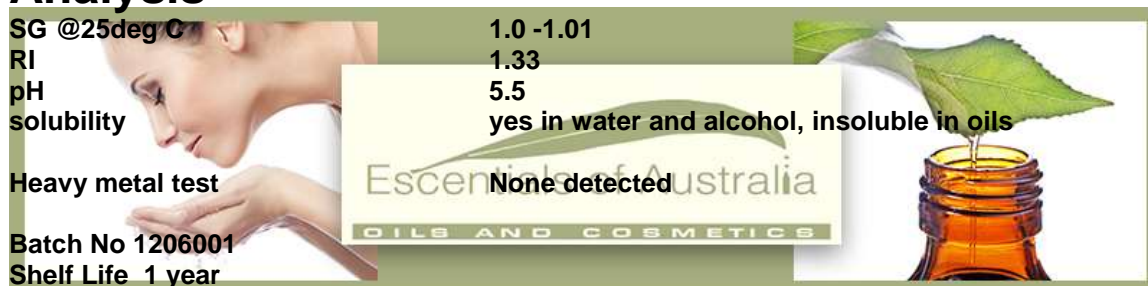 Analysis
SG @25deg C 1.0 -1.01
RI 1.33
pH 5.5
solubility yes in water and alcohol, insoluble in oils
Heavy metal test None detected
Escentials of Australia
OILS AND COSMETICS
Batch No 1206001
Shelf Life 1 year